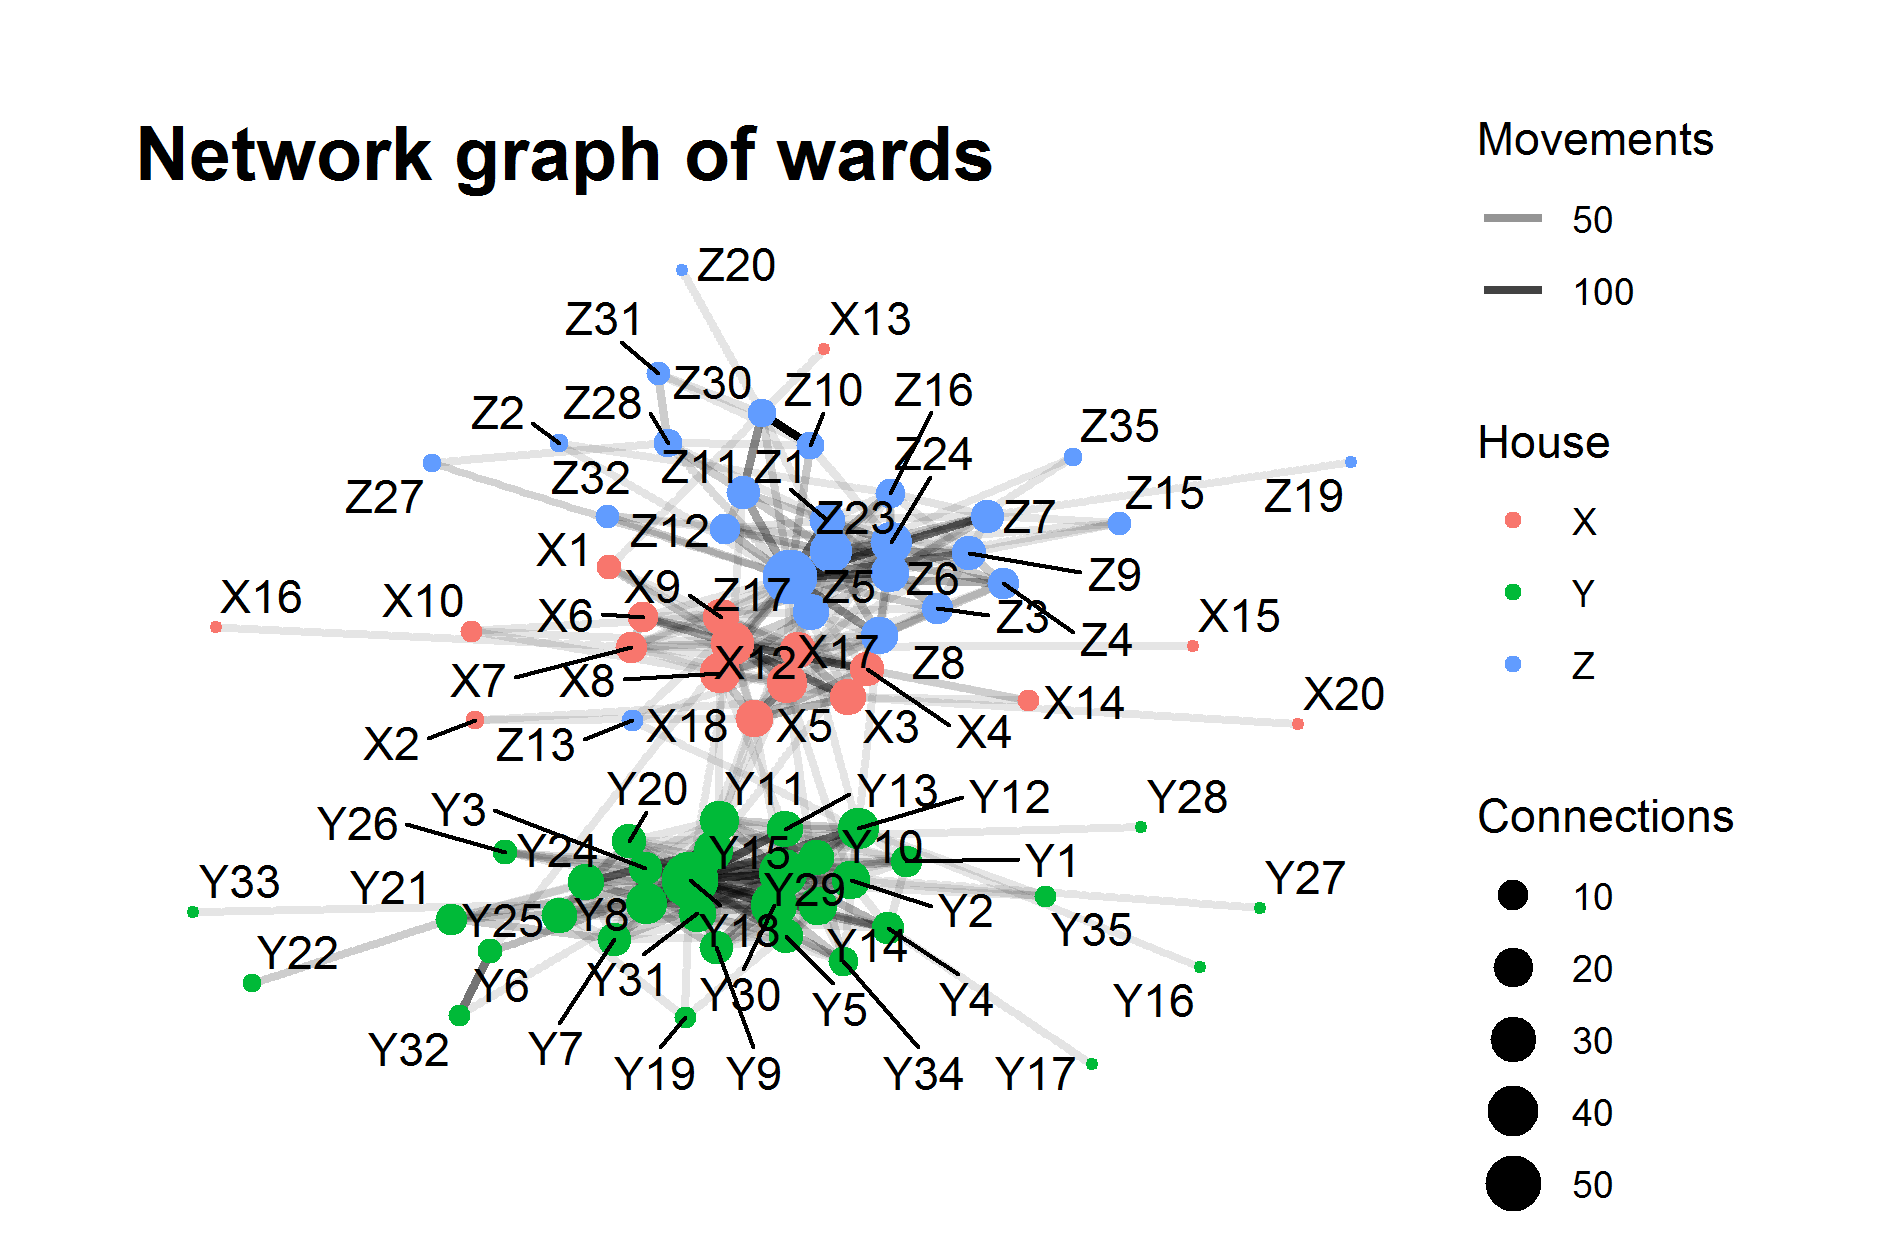 Network graph of wards
Movements
50
100
House
X
Y
Z
Connections
10
20
30
40
50
Z20
Z31
X13
Z30
Z10
Z16
Z2
Z28
Z35
Z24
Z11
Z1
Z27
Z32
Z15
Z19
Z12
Z23
Z7
X1
Z9
X16
X10
X9
Z17
Z5
Z6
X6
Z3
X15
Z4
X7
X8
X12
X17
Z8
X20
X14
X2
Z13
X18
X5
X3
X4
Y20
Y11
Y13
Y12
Y28
Y3
Y26
Y24
Y15
Y10
Y1
Y33
Y21
Y29
Y27
Y25
Y8
Y18
Y2
Y35
Y22
Y14
Y6
Y31
Y30
Y5
Y4
Y16
Y32
Y7
Y19
Y9
Y34
Y17